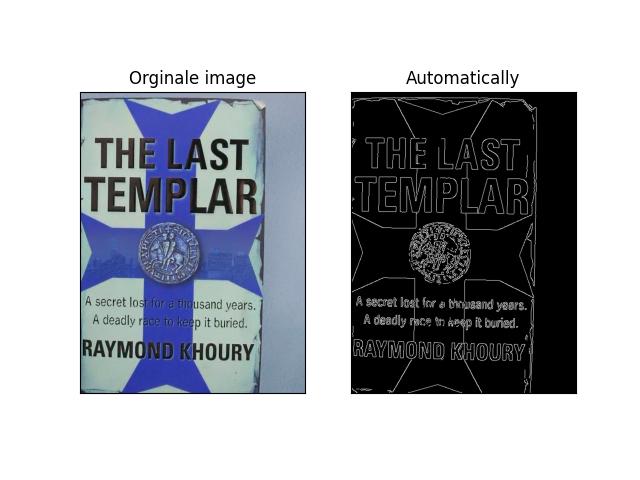 Orginale image
THE LAST
TEMPLAR
A secret lost for a thousand years.
A deadly race to keep it buried.
RAYMOND KHOURY
Automatically
THE LAST
TEMPLAR
A secret lost for a thousand years.
A deadly race to keep it buried.
RAYMOND KHOURY